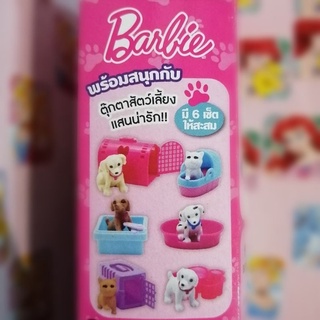 Barbie
พร้อมสนุกกับ
ตุ๊กตาสัตว์เลี้ยง
แสนน่ารัก!!
มี 6 เซ็ต
ให้สะสม